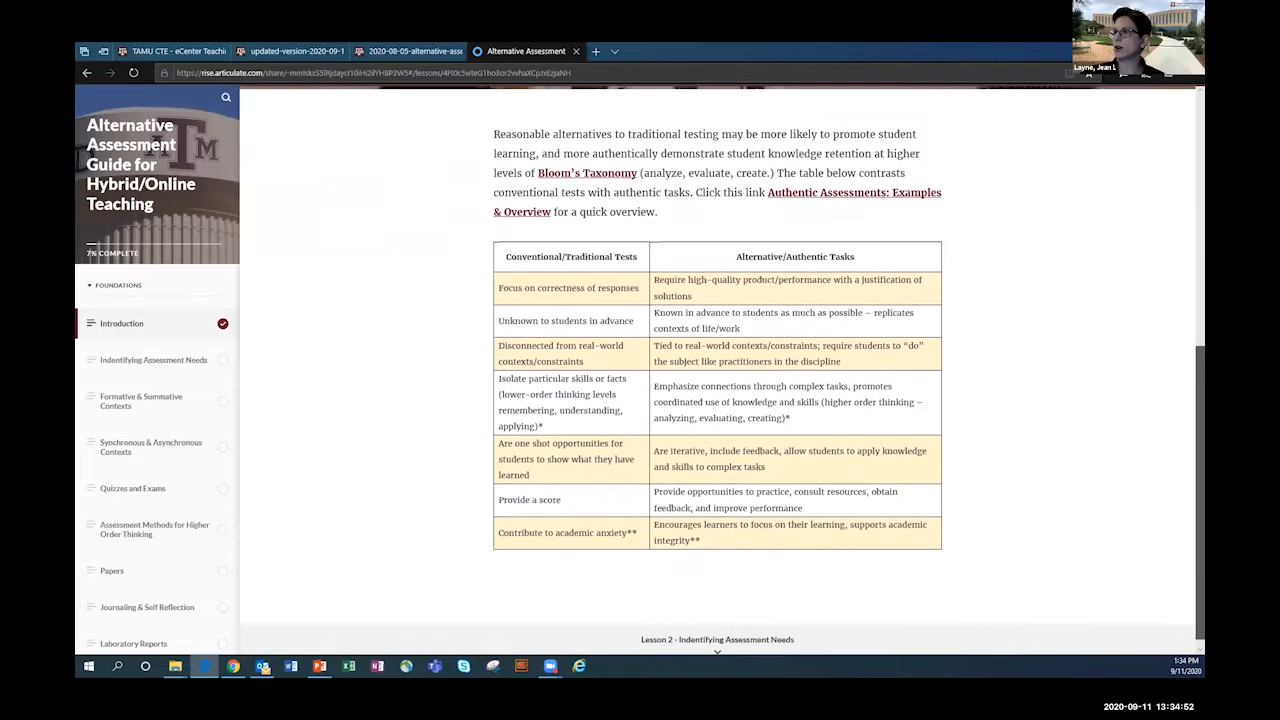 TAMU CTE - eCenter Teachi
updated-version-2020-09-1
2020-08-05-alternative-asse
Alternative Assessment
Layne, Jean L
Alternative
Assessment
Guide for
Hybrid/Online
Teaching
7% COMPLETE
FOUNDATIONS
Introduction
Indentifying Assessment Needs
Formative & Summative
Contexts
Synchronous & Asynchronous
Contexts
Quizzes and Exams
Assessment Methods for Higher
Order Thinking
Papers
Journaling & Self Reflection
Laboratory Reports
Reasonable alternatives to traditional testing may be more likely to promote student
learning, and more authentically demonstrate student knowledge retention at higher
levels of Bloom's Taxonomy (analyze, evaluate, create.) The table below contrasts
conventional tests with authentic tasks. Click this link Authentic Assessments: Examples
& Overview for a quick overview.
Conventional/Traditional Tests
Alternative/Authentic Tasks
Focus on correctness of responses
Require high-quality product/performance with a justification of
solutions
Unknown to students in advance
Known in advance to students as much as possible – replicates
contexts of life/work
Disconnected from real-world
contexts/constraints
Tied to real-world contexts/constraints; require students to “do”
the subject like practitioners in the discipline
Isolate particular skills or facts
(lower-order thinking levels
remembering, understanding,
applying)*
Emphasize connections through complex tasks, promotes
coordinated use of knowledge and skills (higher order thinking –
analyzing, evaluating, creating)*
Are one shot opportunities for
students to show what they have
learned
Are iterative, include feedback, allow students to apply knowledge
and skills to complex tasks
Provide a score
Provide opportunities to practice, consult resources, obtain
feedback, and improve performance
Contribute to academic anxiety**
Encourages learners to focus on their learning, supports academic
integrity**
Lesson 2 - Indentifying Assessment Needs
1:34 PM
9/11/2020
2020-09-11 13:34:52